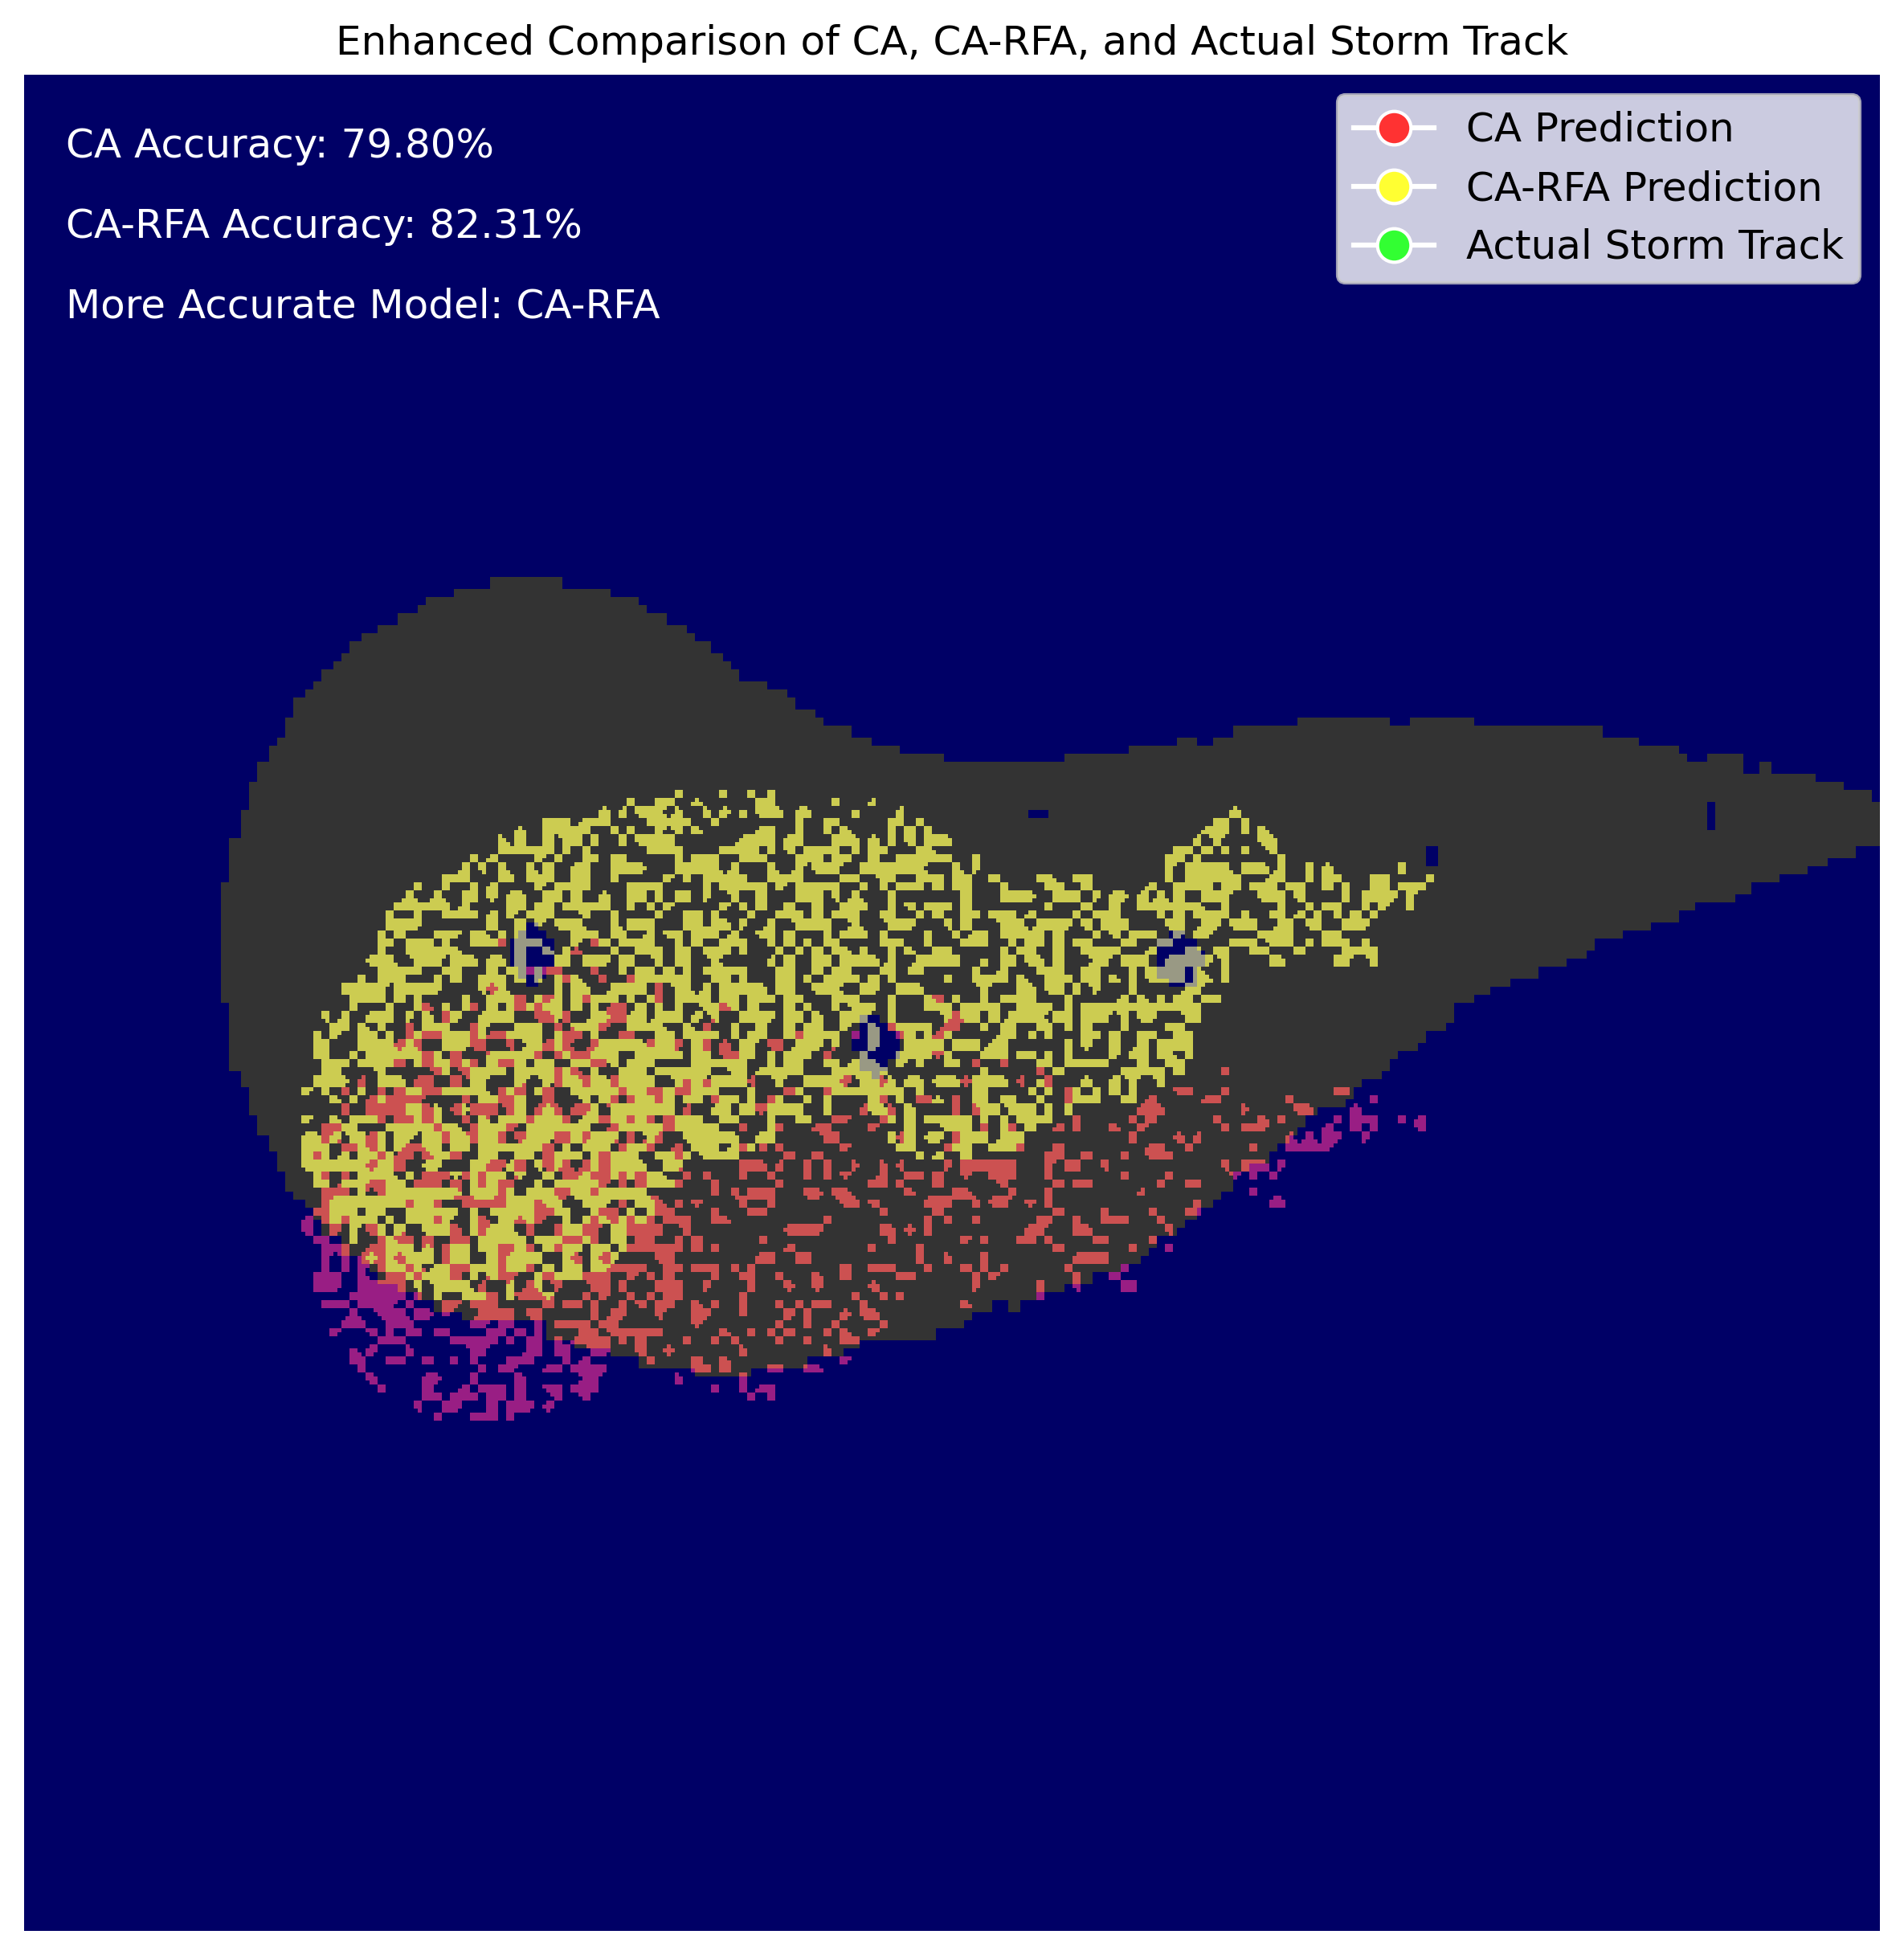 Enhanced Comparison of CA, CA-RFA, and Actual Storm Track
CA Accuracy: 79.80%
CA-RFA Accuracy: 82.31%
More Accurate Model: CA-RFA
CA Prediction
CA-RFA Prediction
Actual Storm Track